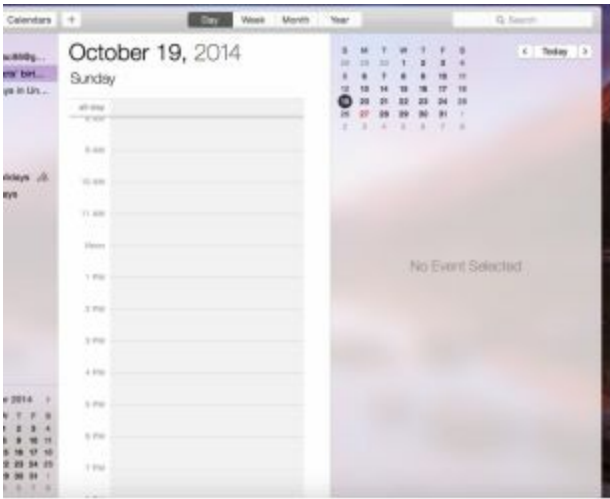 Calendars + Day Week Month Year Search
October 19, 2014
Sunday
< Today >
all-day
9 AM
10 AM
11 AM
Noon
1 PM
2 PM
3 PM
4 PM
5 PM
6 PM
7 PM
S M T W T F S
28 29 30 1 2 3 4
5 6 7 8 9 10 11
12 13 14 15 16 17 18
19 20 21 22 23 24 25
26 27 28 29 30 31 1
2 3 4 5 6 7 8
No Event Selected
2014 >